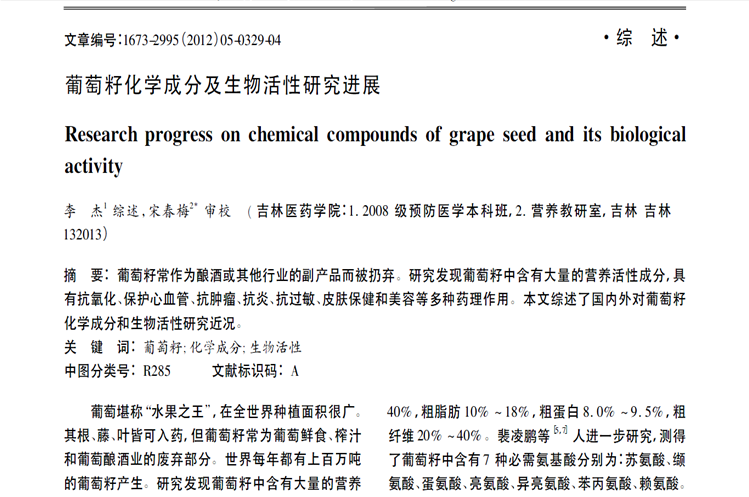 文章编号:1673-2995(2012)05-0329-04
·综 述·
葡萄籽化学成分及生物活性研究进展
Research progress on chemical compounds of grape seed and its biological
activity
李 杰1 综述,宋春梅2* 审校 (吉林医药学院:1.2008 级预防医学本科班,2.营养教研室,吉林 吉林
132013)
摘 要: 葡萄籽常作为酿酒或其他行业的副产品而被扔弃。研究发现葡萄籽中含有大量的营养活性成分,具
有抗氧化、保护心血管、抗肿瘤、抗炎、抗过敏、皮肤保健和美容等多种药理作用。本文综述了国内外对葡萄籽
化学成分和生物活性研究近况。
关 键 词: 葡萄籽;化学成分;生物活性
中图分类号: R285 文献标识码: A
葡萄堪称“水果之王”,在全世界种植面积很广。
其根、藤、叶皆可入药,但葡萄籽常为葡萄鲜食、榨汁
和葡萄酿酒业的废弃部分。世界每年都有上百万吨
的葡萄籽产生。研究发现葡萄籽中含有大量的营养
40%,粗脂肪 10% ~18%,粗蛋白 8.0% ~9.5%,粗
纤维 20% ~40%。裴凌鹏等[5,7] 人进一步研究,测得
了葡萄籽中含有 7 种必需氨基酸分别为:苏氨酸、缬
氨酸、蛋氨酸、亮氨酸、异亮氨酸、苯丙氨酸、赖氨酸。